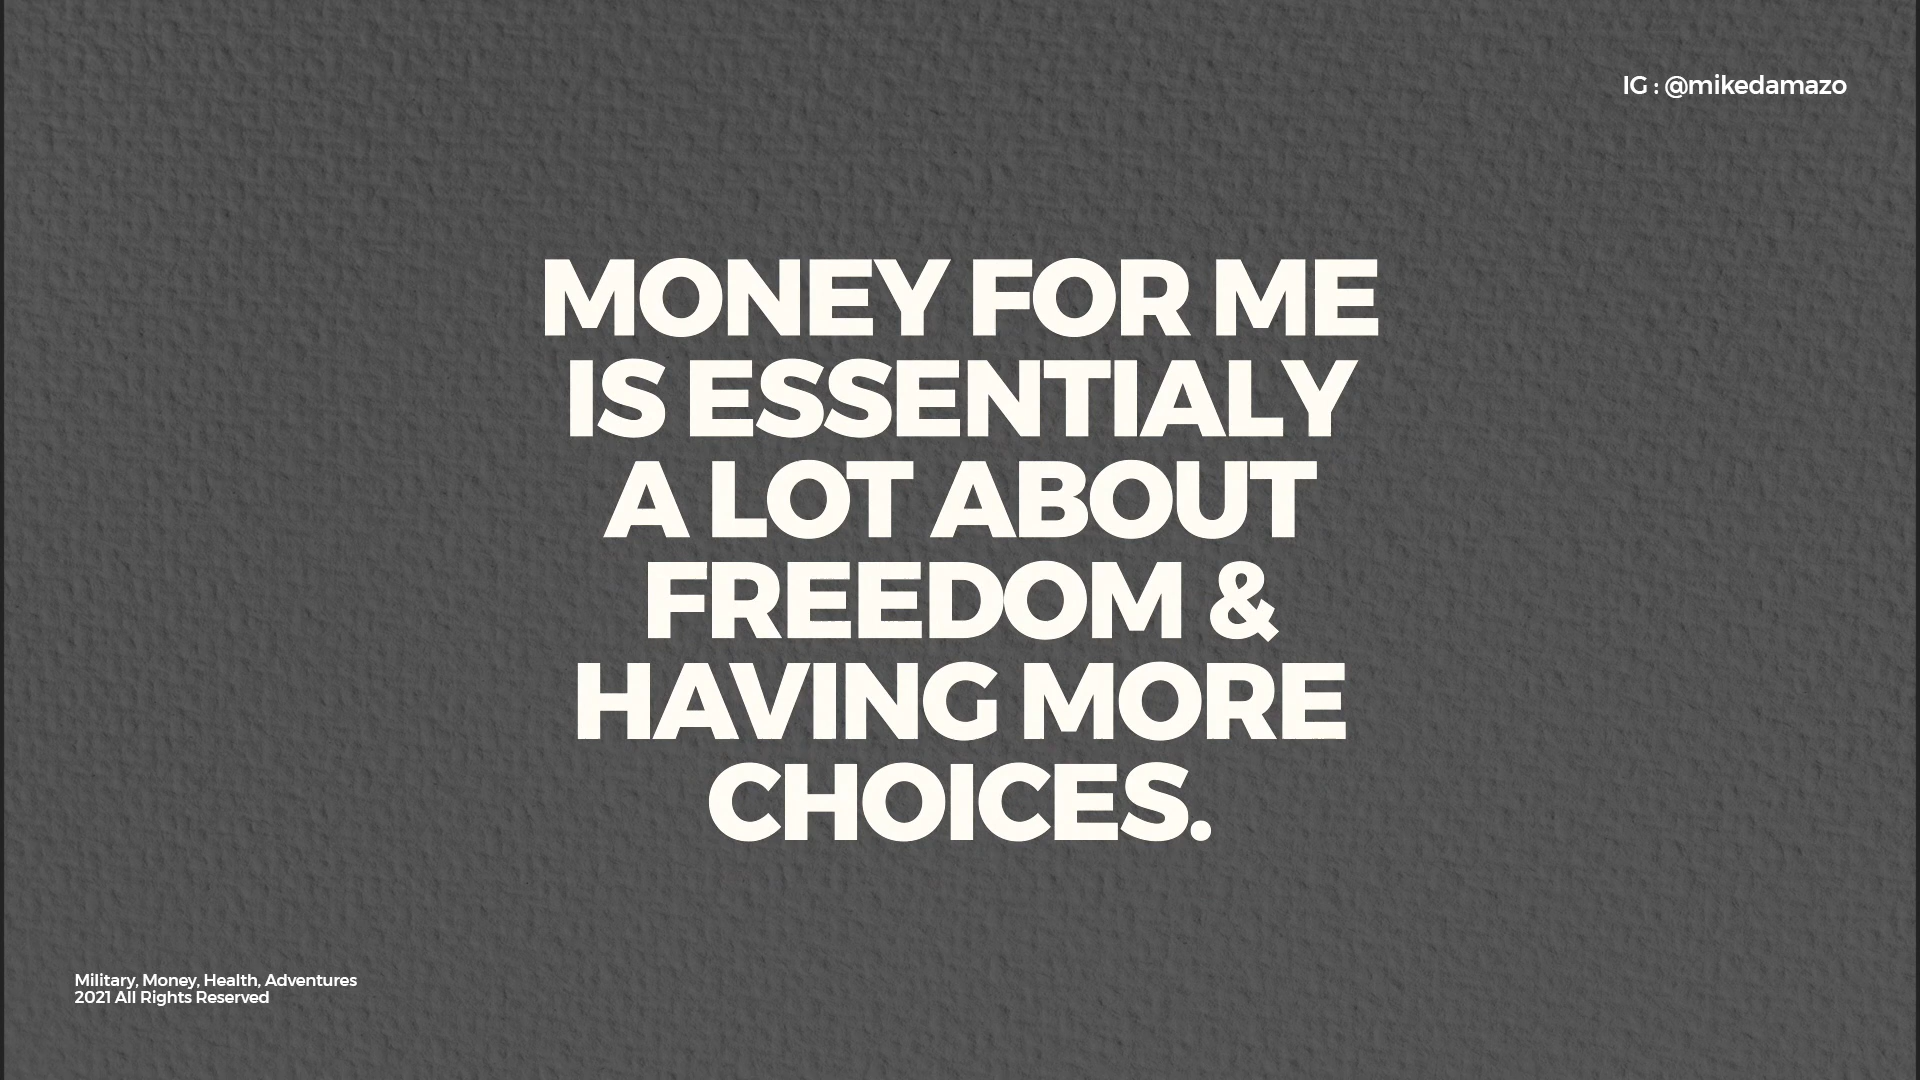 IG : @mikedamazo
MONEY FOR ME
IS ESSENTIALY
A LOT ABOUT
FREEDOM &
HAVING MORE
CHOICES.
Military, Money, Health, Adventures
2021 All Rights Reserved